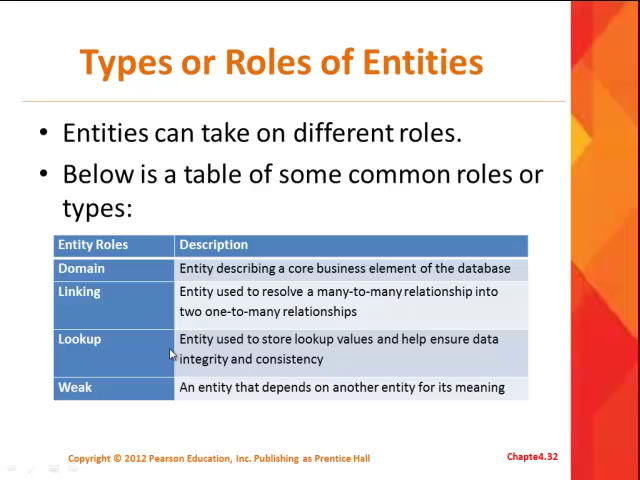 Types or Roles of Entities
• Entities can take on different roles.
• Below is a table of some common roles or
types:
Entity Roles Description
Domain Entity describing a core business element of the database
Linking Entity used to resolve a many-to-many relationship into
two one-to-many relationships
Lookup Entity used to store lookup values and help ensure data
integrity and consistency
Weak An entity that depends on another entity for its meaning
Copyright © 2012 Pearson Education, Inc. Publishing as Prentice Hall
Chapte4.32